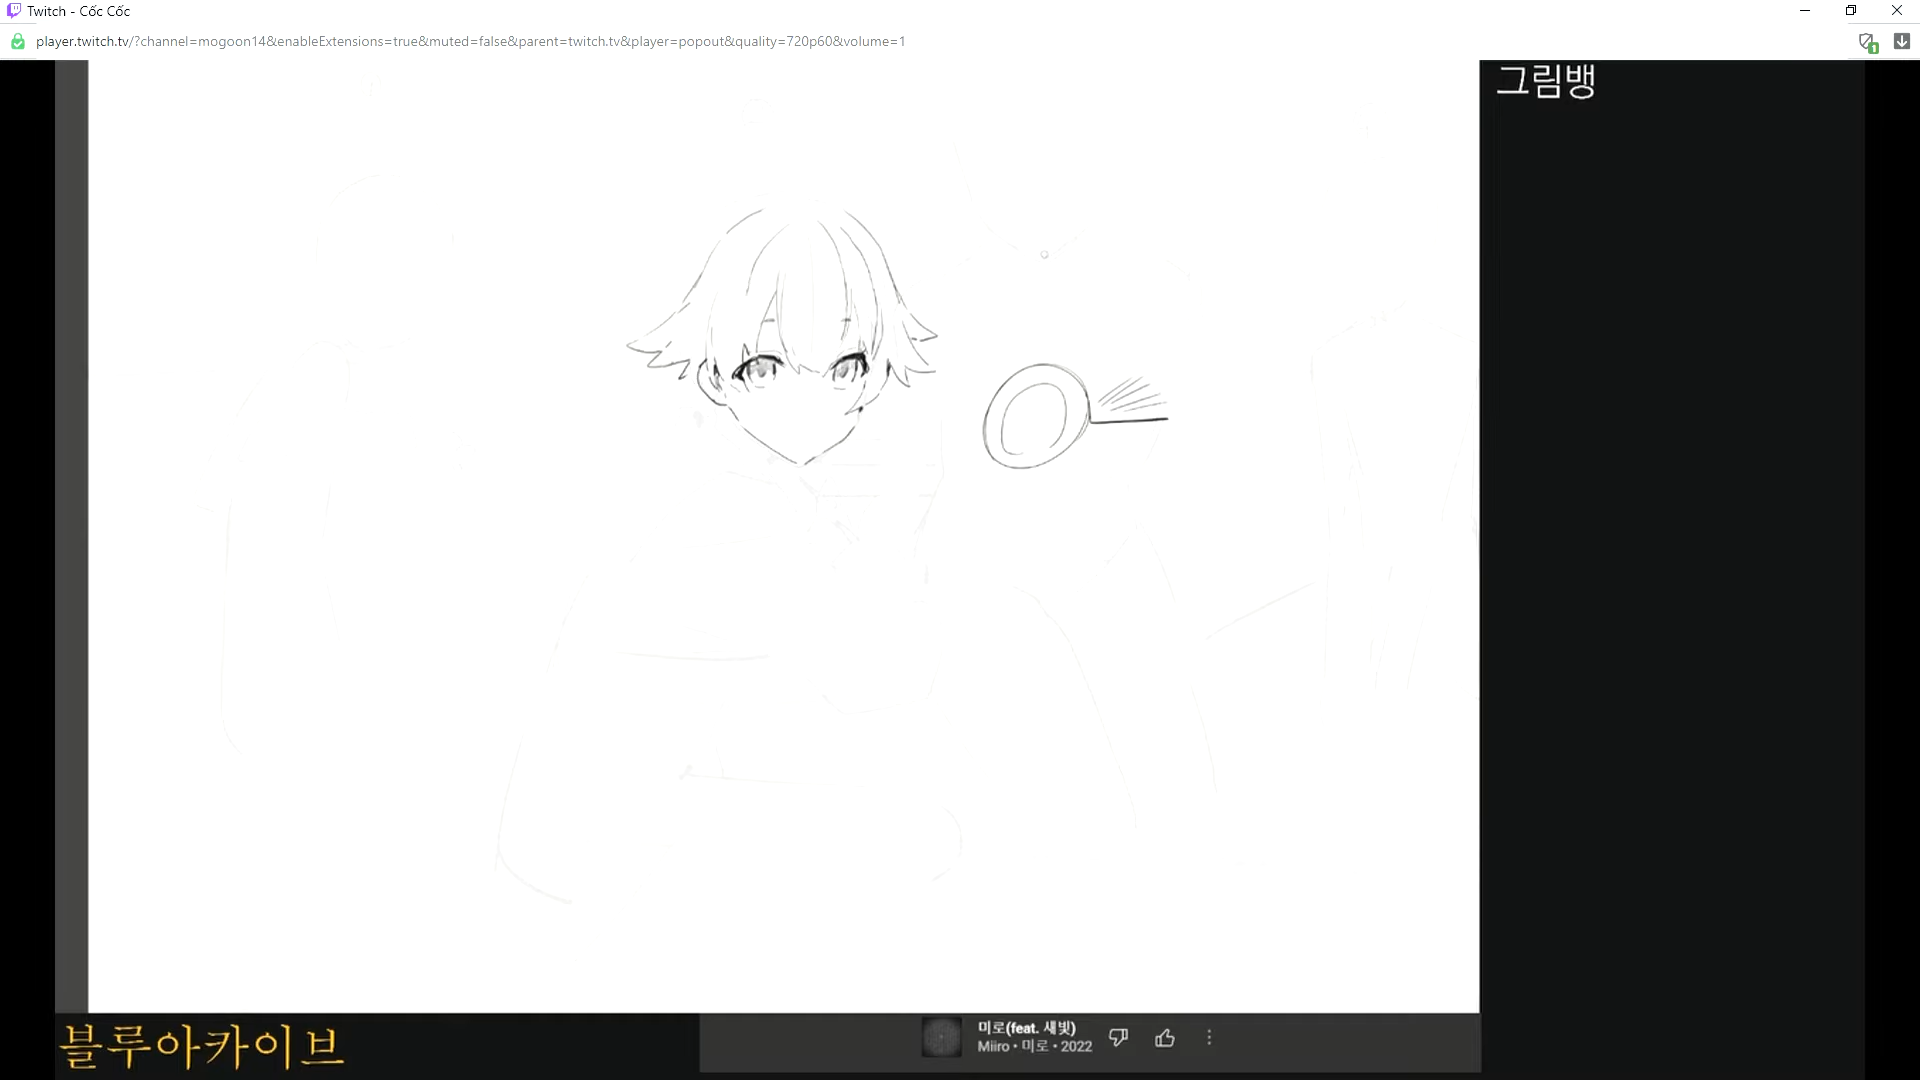 Twitch - Cốc Cốc
player.twitch.tv/?channel=mogoon14&enableExtensions=true&muted=false&parent=twitch.tv&player=popout&quality=720p60&volume=1
1
그림뱅
블루아카이브
미로(feat. 새빛)
Miiro • 미로 • 2022